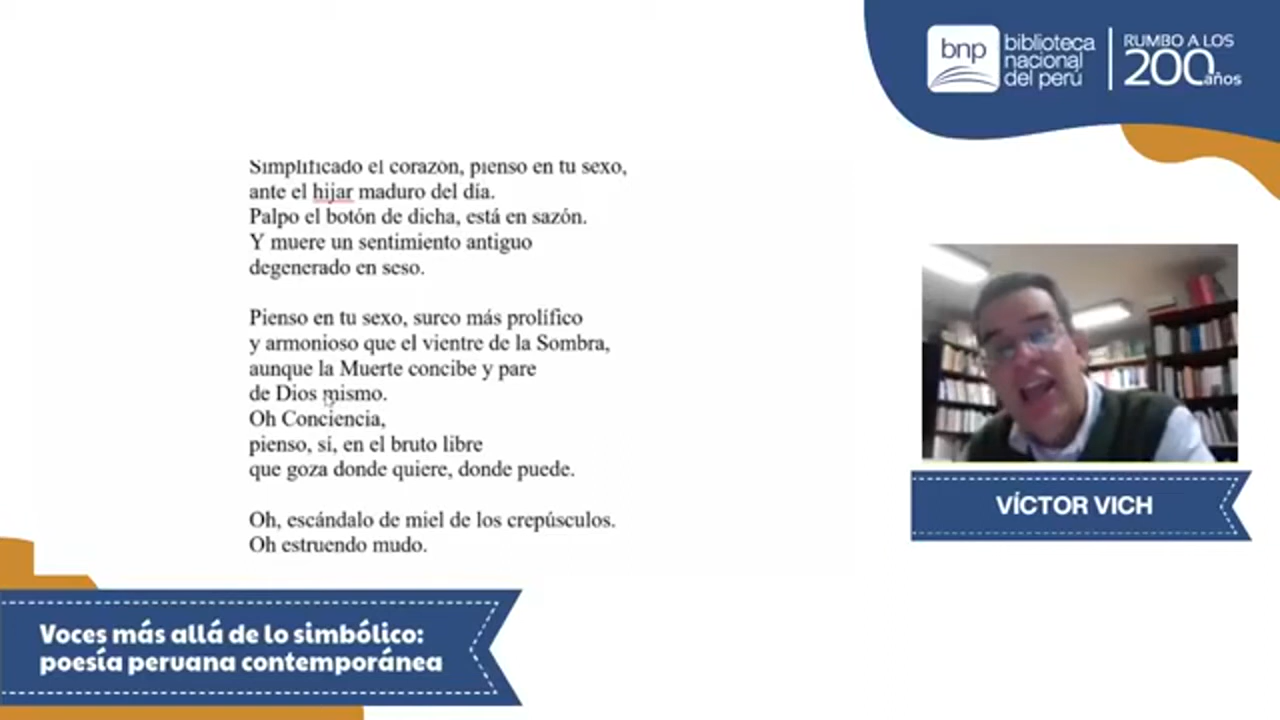 bnp
biblioteca
nacional
del perú
RUMBO A LOS
200
años
Simplificado el corazón, pienso en tu sexo,
ante el hijar maduro del día.
Palpo el botón de dicha, está en sazón.
Y muere un sentimiento antiguo
degenerado en seso.
Pienso en tu sexo, surco más prolífico
y armonioso que el vientre de la Sombra,
aunque la Muerte concibe y pare
de Dios mismo.
Oh Conciencia,
pienso, sí, en el bruto libre
que goza donde quiere, donde puede.
Oh, escándalo de miel de los crepúsculos.
Oh estruendo mudo.
VÍCTOR VICH
Voces más allá de lo simbólico:
poesía peruana contemporánea